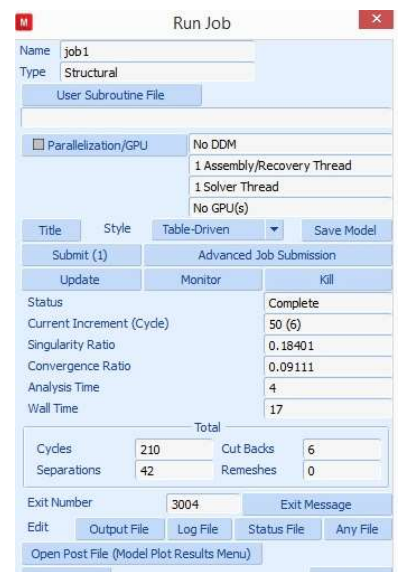 M Run Job
Name job1
Type Structural
User Subroutine File
Parallelization/GPU No DDM
1 Assembly/Recovery Thread
1 Solver Thread
No GPU(s)
Title Style Table-Driven Save Model
Submit (1) Advanced Job Submission
Update Monitor Kill
Status Complete
Current Increment (Cycle) 50 (6)
Singularity Ratio 0.18401
Convergence Ratio 0.09111
Analysis Time 4
Wall Time 17
Total
Cycles 210 Cut Backs 6
Separations 42 Remeshes 0
Exit Number 3004 Exit Message
Edit Output File Log File Status File Any File
Open Post File (Model Plot Results Menu)